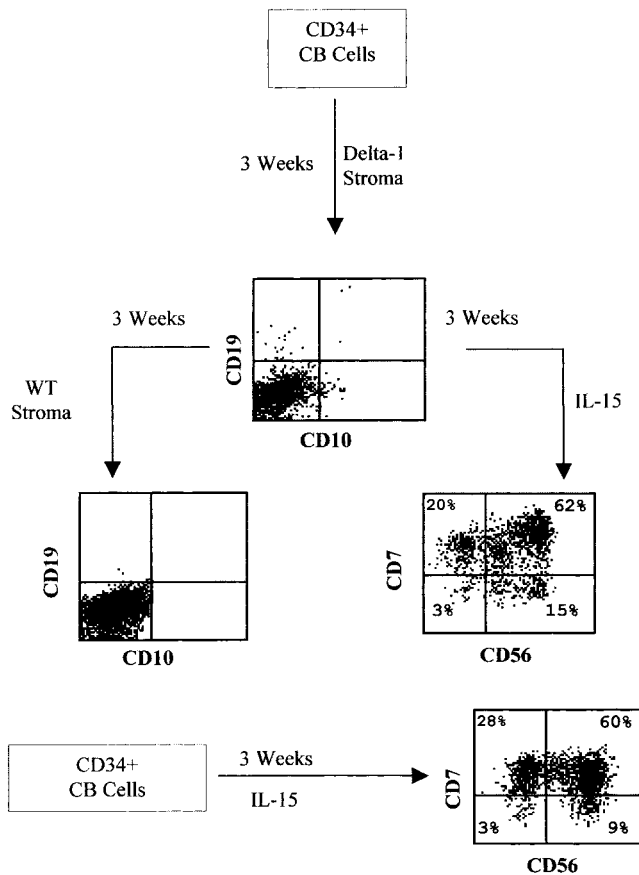 CD34+
CB Cells
3 Weeks
Delta-1
Stroma
3 Weeks
3 Weeks
CD19
CD10
WT
Stroma
IL-15
CD19
CD10
20%
62%
3%
15%
CD7
CD56
CD34+
CB Cells
3 Weeks
IL-15
28%
60%
3%
9%
CD7
CD56